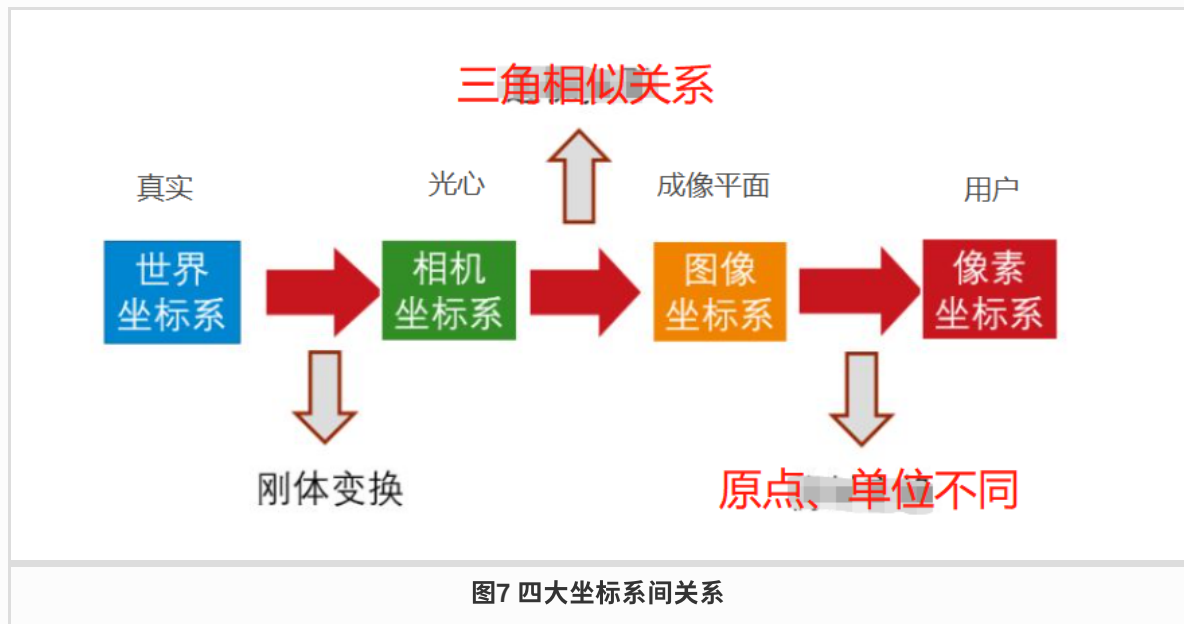 三角相似关系
真实
光心
成像平面
用户
世界
坐标系
相机
坐标系
图像
坐标系
像素
坐标系
刚体变换
原点、单位不同
图7 四大坐标系间关系